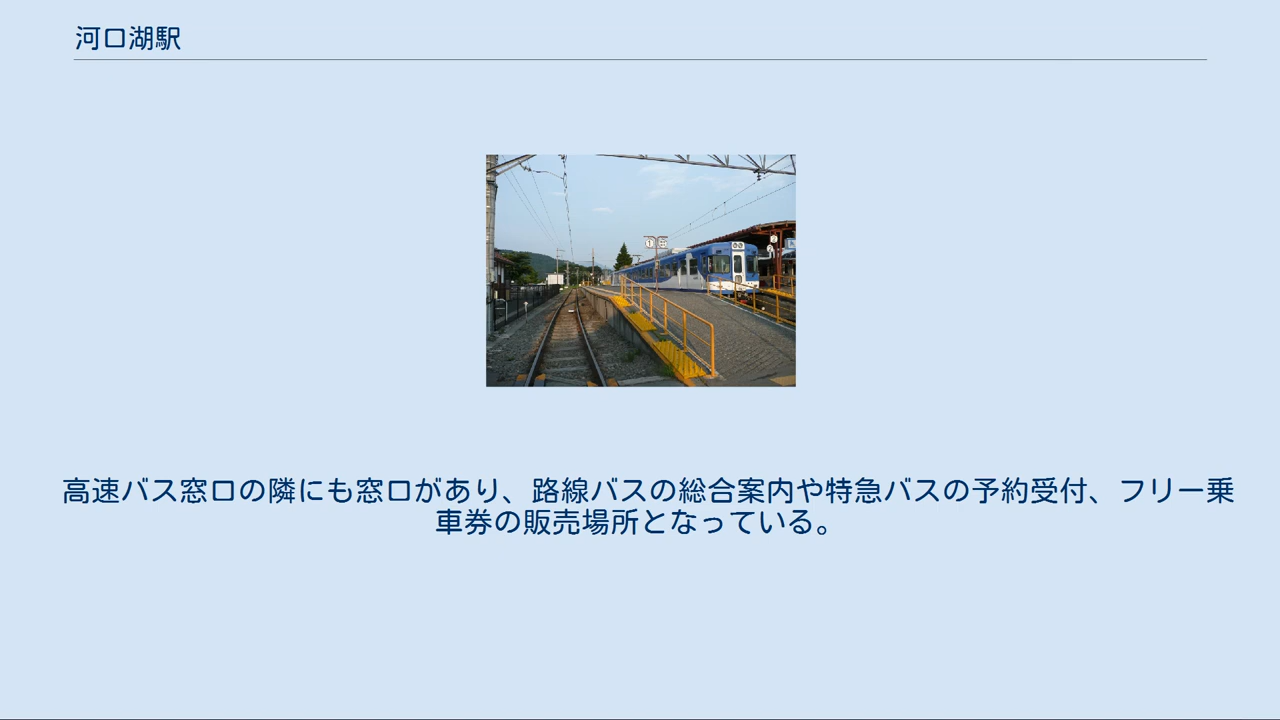 河口湖駅
高速バス窓口の隣にも窓口があり、路線バスの総合案内や特急バスの予約受付、フリー乗
車券の販売場所となっている。